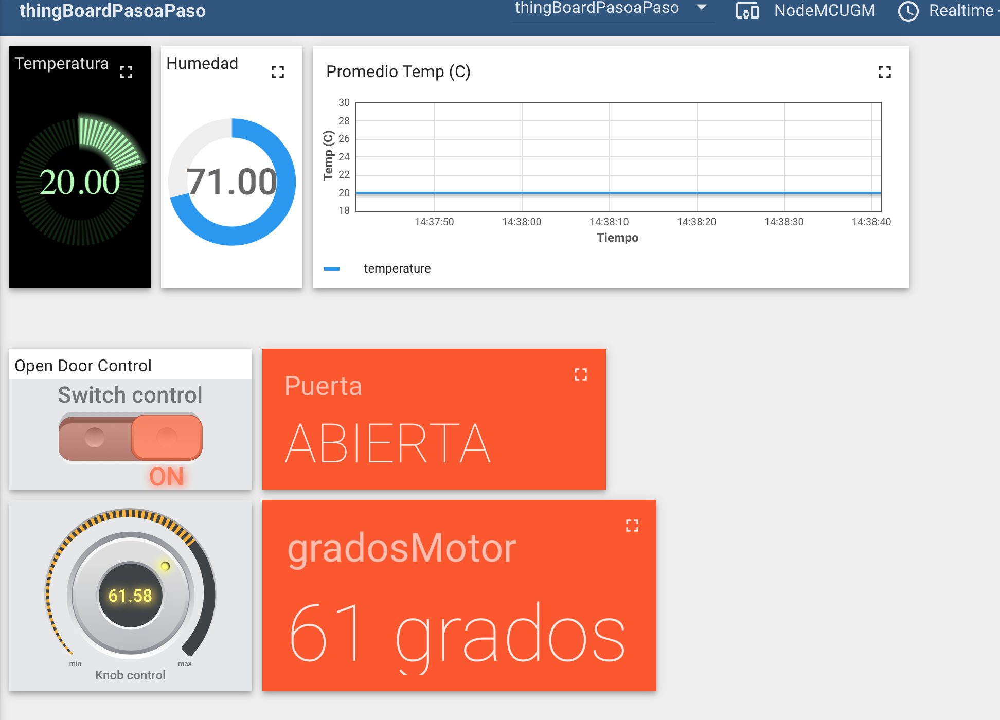 thingBoardPasoaPaso
thingBoardPasoaPaso
NodeMCUGM
Realtime -
Temperatura
20.00
Humedad
71.00
Promedio Temp (C)
Temp (C)
30
28
26
24
22
20
18
14:37:50 14:38:00 14:38:10 14:38:20 14:38:30 14:38:40
Tiempo
temperature
Open Door Control
Switch control
ON
Puerta
ABIERTA
61.58
min max
Knob control
gradosMotor
61 grados